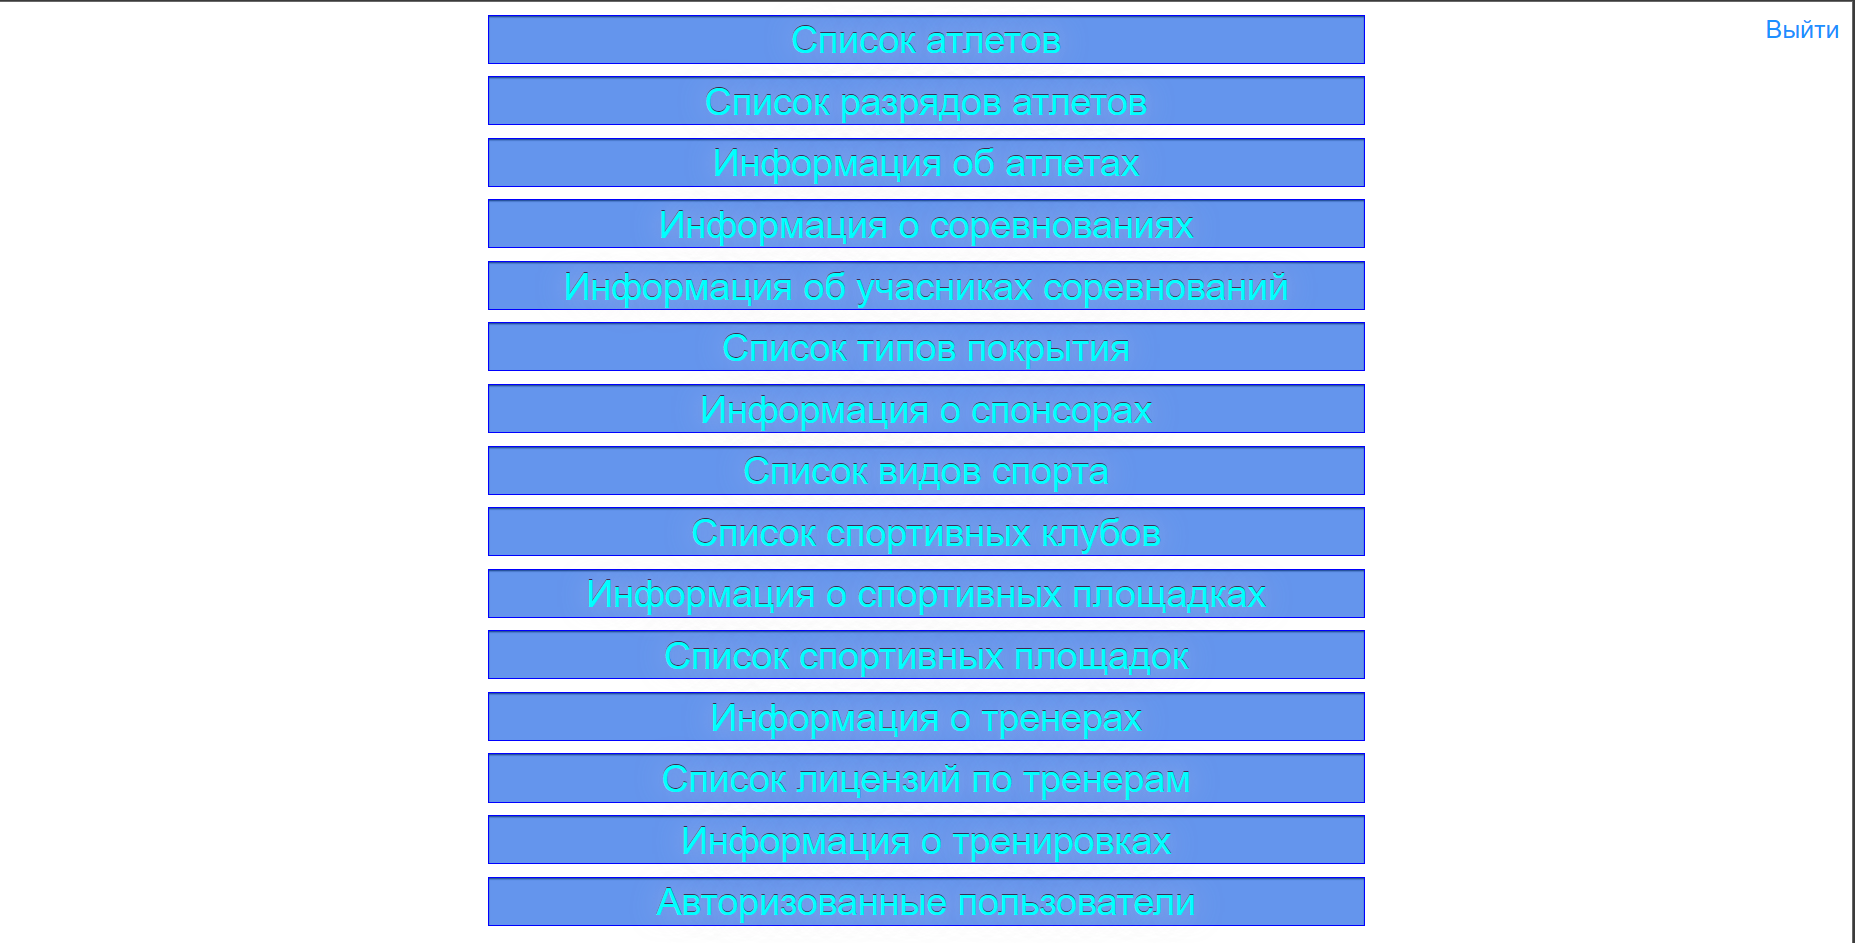 Список атлетов
Выйти
Список разрядов атлетов
Информация об атлетах
Информация о соревнованиях
Информация об учасниках соревнований
Список типов покрытия
Информация о спонсорах
Список видов спорта
Список спортивных клубов
Информация о спортивных площадках
Список спортивных площадок
Информация о тренерах
Список лицензий по тренерам
Информация о тренировках
Авторизованные пользователи